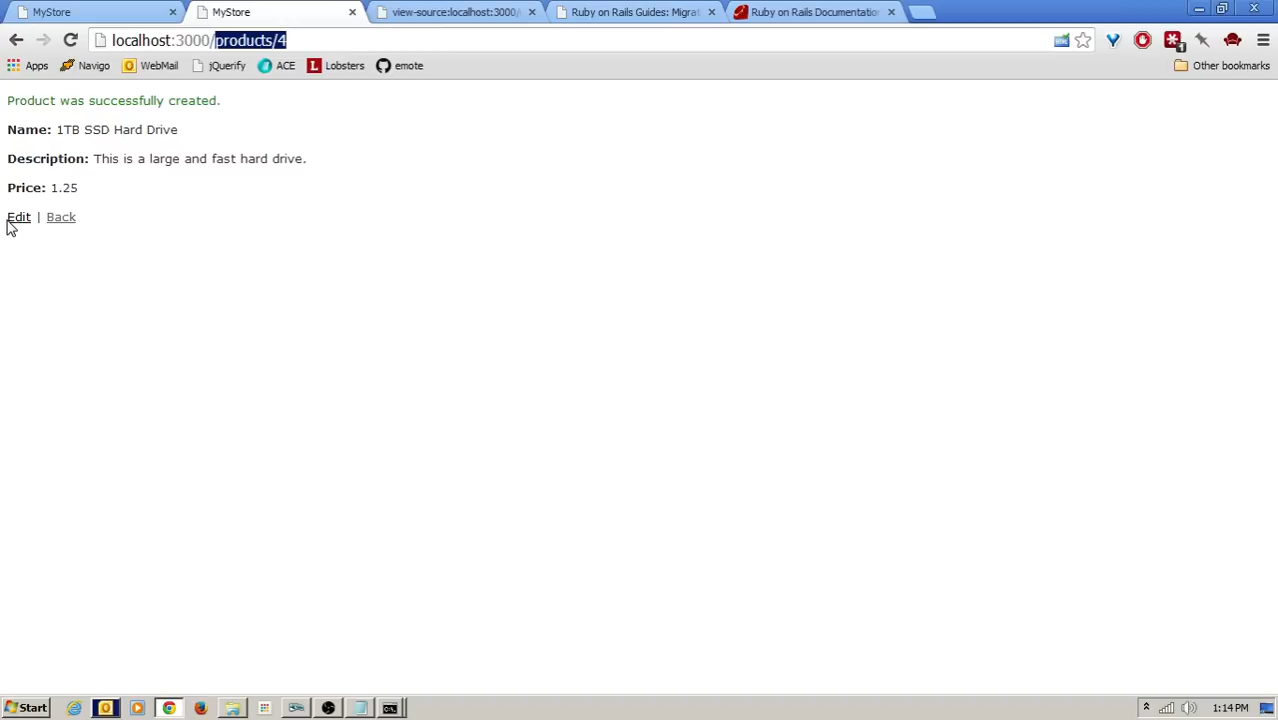 MyStore
MyStore
view-source:localhost:3000/
Ruby on Rails Guides: Migrat
Ruby on Rails Documentation
localhost:3000/products/4
Apps Navigo WebMail jQuerify ACE Lobsters emote Other bookmarks
Product was successfully created.
Name: 1TB SSD Hard Drive
Description: This is a large and fast hard drive.
Price: 1.25
Edit | Back
Start 1:14 PM